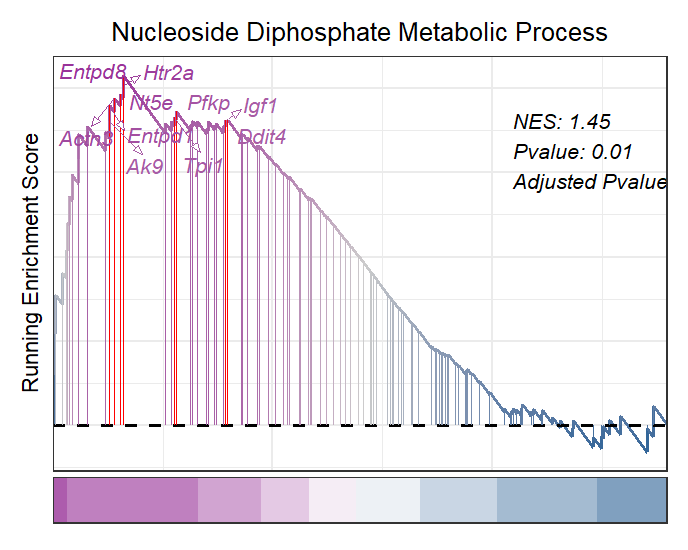 Nucleoside Diphosphate Metabolic Process
Running Enrichment Score
Entpd8
Htr2a
Nt5e
Pfkp
Igf1
Entpd1
Ddit4
Ak9
Tpi1
NES: 1.45
Pvalue: 0.01
Adjusted Pvalue